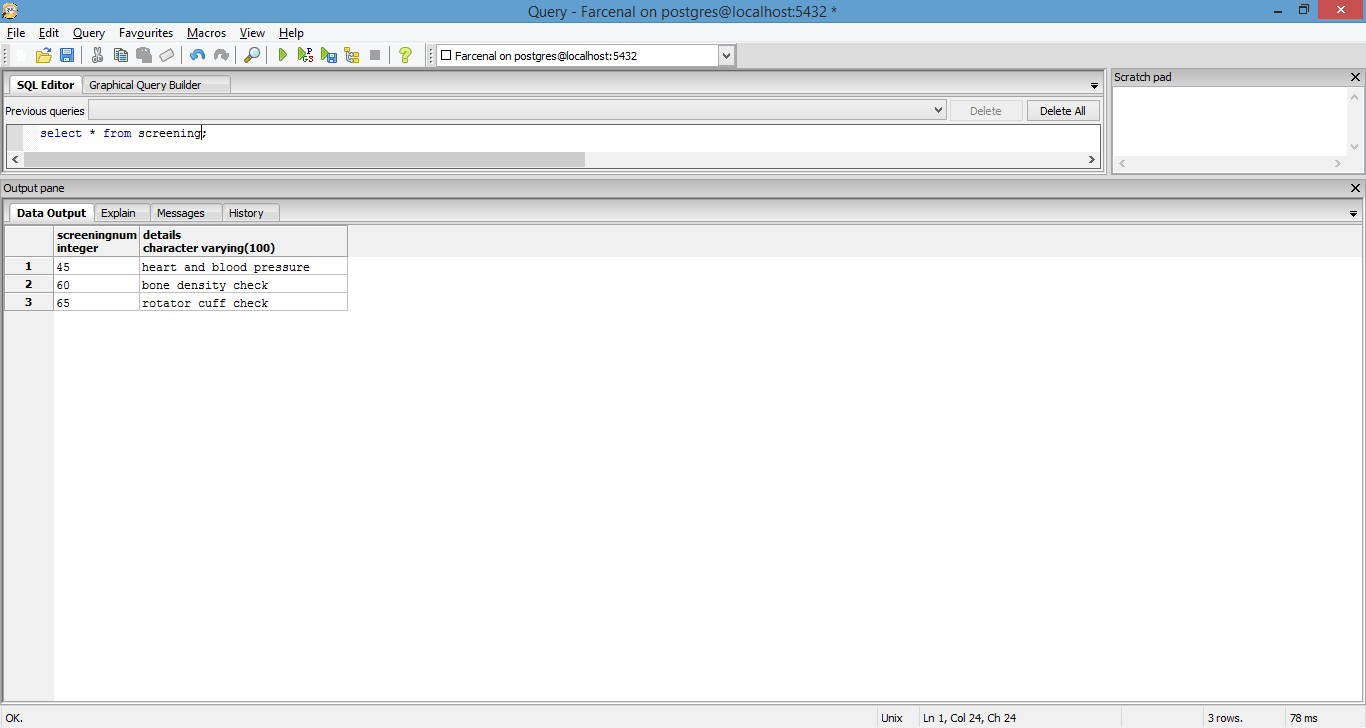 Query - Farcenal on postgres@localhost:5432 *
File Edit Query Favourites Macros View Help
Farcenal on postgres@localhost:5432
SQL Editor Graphical Query Builder
Scratch pad
Previous queries Delete Delete All
select * from screening;
Output pane
Data Output Explain Messages History
screeningnum details
integer character varying(100)
1 45 heart and blood pressure
2 60 bone density check
3 65 rotator cuff check
OK. Unix Ln 1, Col 24, Ch 24 3 rows. 78 ms